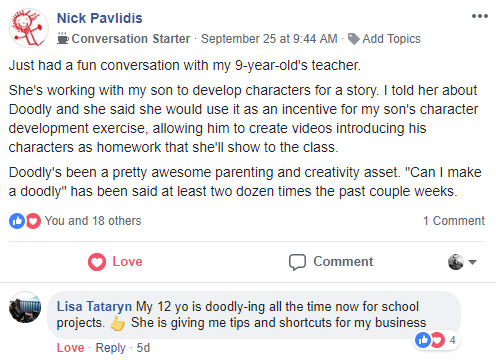 Nick Pavlidis
Conversation Starter · September 25 at 9:44 AM · Add Topics
Just had a fun conversation with my 9-year-old's teacher.
She's working with my son to develop characters for a story. I told her about
Doodly and she said she would use it as an incentive for my son's character
development exercise, allowing him to create videos introducing his
characters as homework that she'll show to the class.
Doodly's been a pretty awesome parenting and creativity asset. "Can I make
a doodly" has been said at least two dozen times the past couple weeks.
You and 18 others 1 Comment
Love Comment
Lisa Tataryn My 12 yo is doodly-ing all the time now for school
projects. 👍 She is giving me tips and shortcuts for my business
4
Love · Reply · 5d